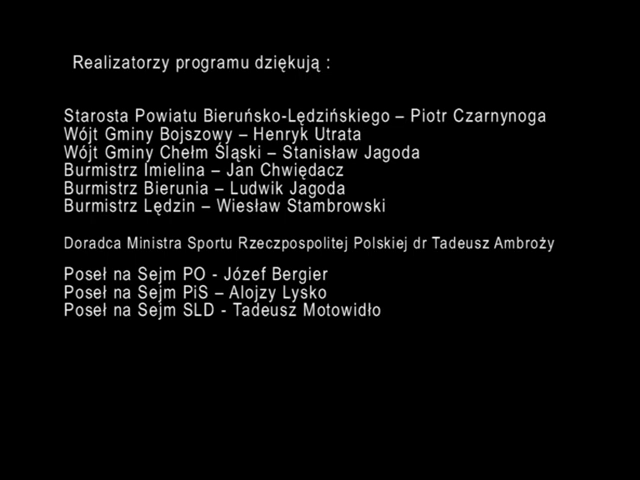 Realizatorzy programu dziękują :
Starosta Powiatu Bieruńsko-Lędzińskiego – Piotr Czarnynoga
Wójt Gminy Bojszowy – Henryk Utrata
Wójt Gminy Chełm Śląski – Stanisław Jagoda
Burmistrz Imielina – Jan Chwiędacz
Burmistrz Bierunia – Ludwik Jagoda
Burmistrz Lędzin – Wiesław Stambrowski
Doradca Ministra Sportu Rzeczpospolitej Polskiej dr Tadeusz Ambroży
Poseł na Sejm PO - Józef Bergier
Poseł na Sejm PiS – Alojzy Lysko
Poseł na Sejm SLD - Tadeusz Motowidło